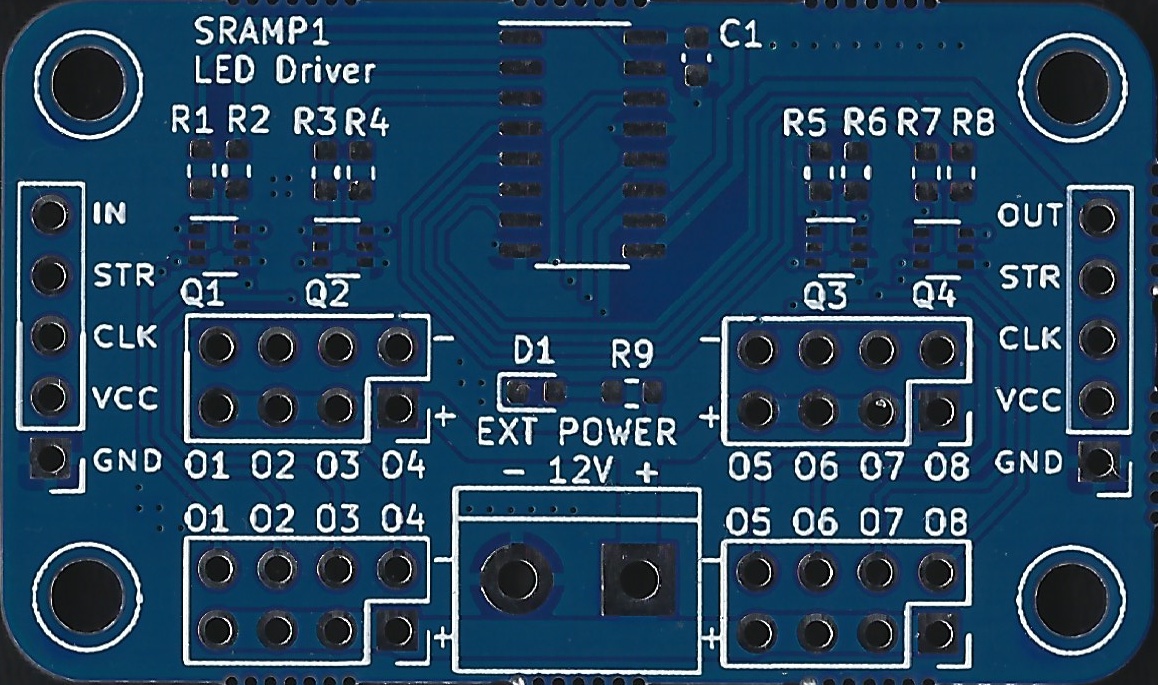 SRAMP1
LED Driver
C1
R1 R2 R3 R4
R5 R6 R7 R8
IN
STR
CLK
VCC
GND
OUT
STR
CLK
VCC
GND
Q1 Q2
Q3 Q4
D1 R9
- +
- +
EXT POWER
- 12V +
O1 O2 O3 O4
O5 O6 O7 O8
O1 O2 O3 O4
O5 O6 O7 O8
- +
- +